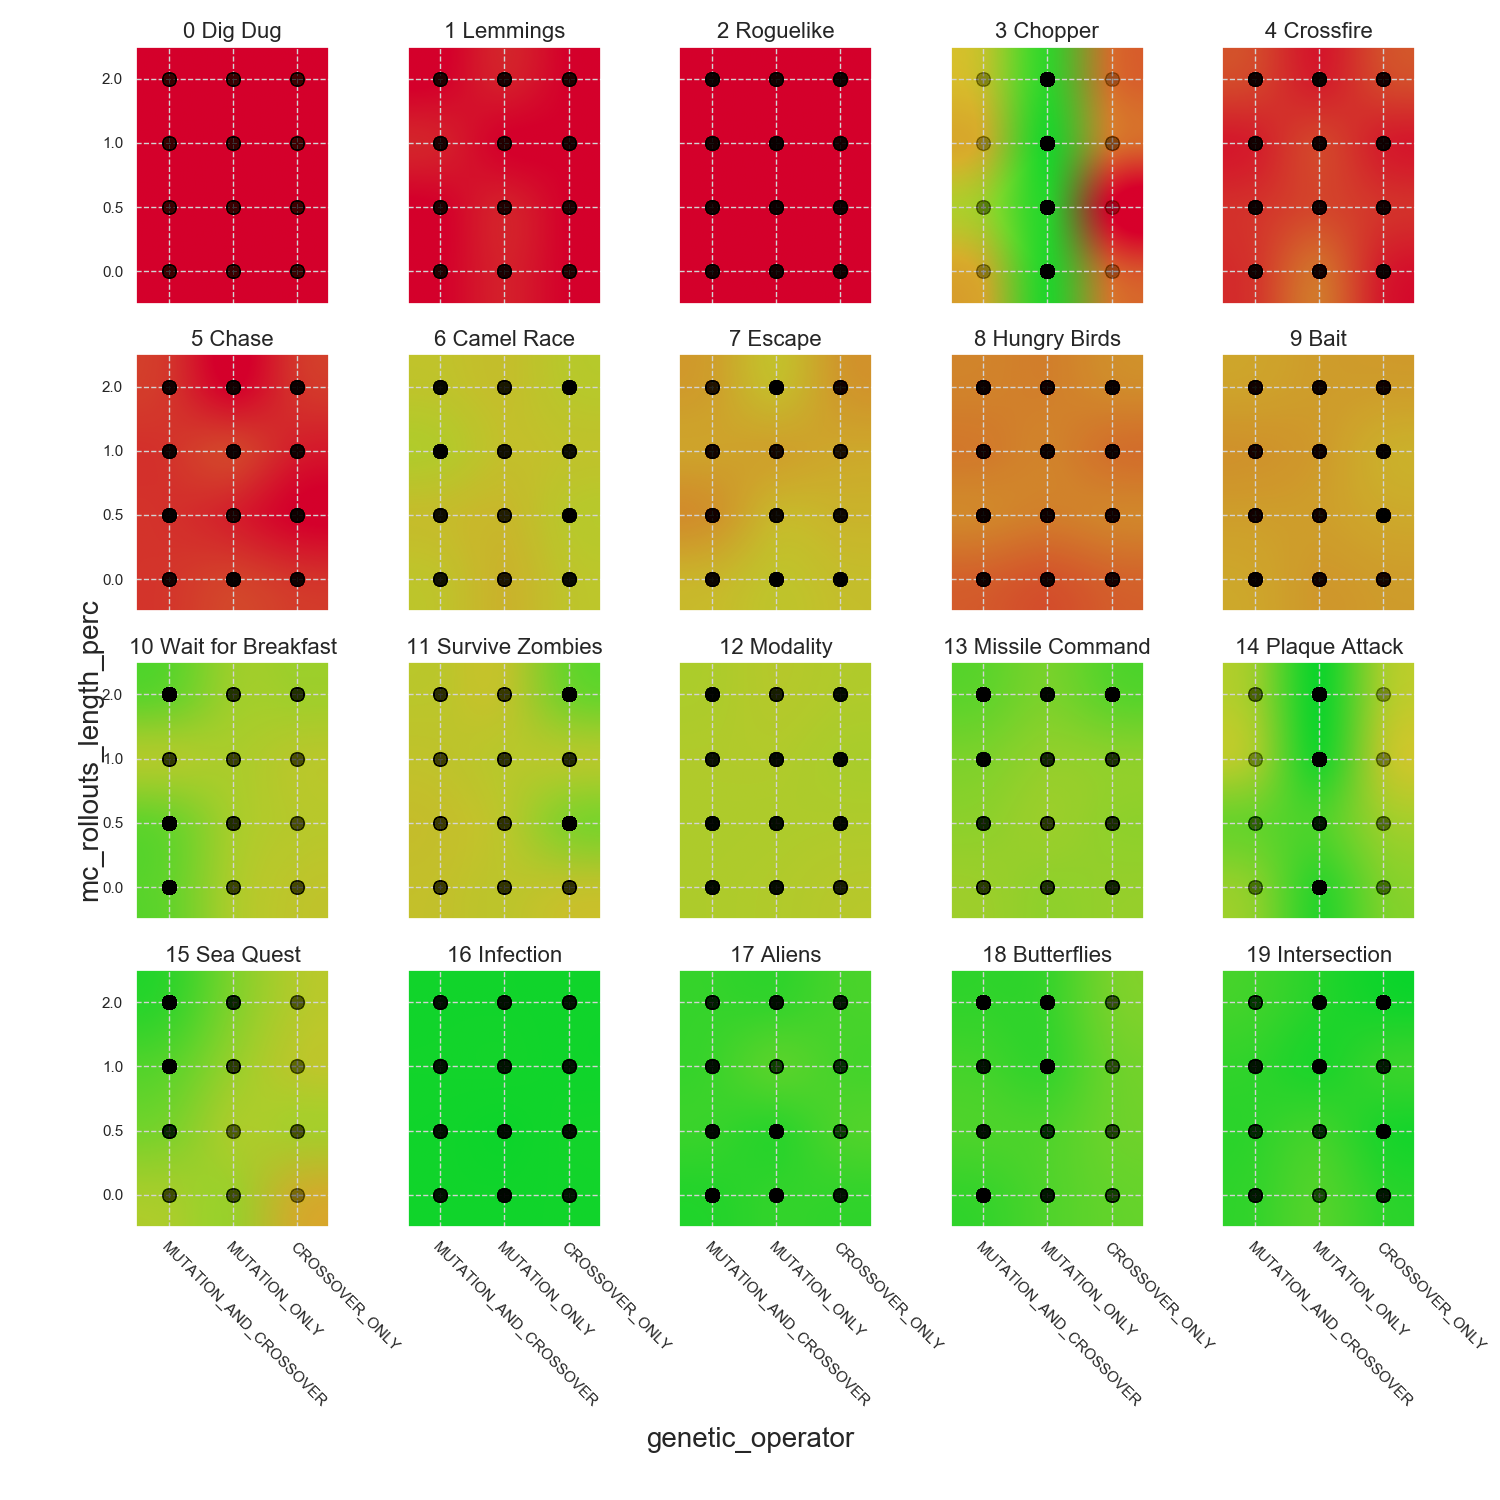 0 Dig Dug
1 Lemmings
2 Roguelike
3 Chopper
4 Crossfire
2.0
1.0
0.5
0.0
5 Chase
6 Camel Race
7 Escape
8 Hungry Birds
9 Bait
2.0
1.0
0.5
0.0
mc_rollouts_length_perc
10 Wait for Breakfast
11 Survive Zombies
12 Modality
13 Missile Command
14 Plaque Attack
2.0
1.0
0.5
0.0
15 Sea Quest
16 Infection
17 Aliens
18 Butterflies
19 Intersection
2.0
1.0
0.5
0.0
MUTATION_AND_CROSSOVER
MUTATION_ONLY
CROSSOVER_ONLY
MUTATION_AND_CROSSOVER
MUTATION_ONLY
CROSSOVER_ONLY
MUTATION_AND_CROSSOVER
MUTATION_ONLY
CROSSOVER_ONLY
MUTATION_AND_CROSSOVER
MUTATION_ONLY
CROSSOVER_ONLY
MUTATION_AND_CROSSOVER
MUTATION_ONLY
CROSSOVER_ONLY
genetic_operator